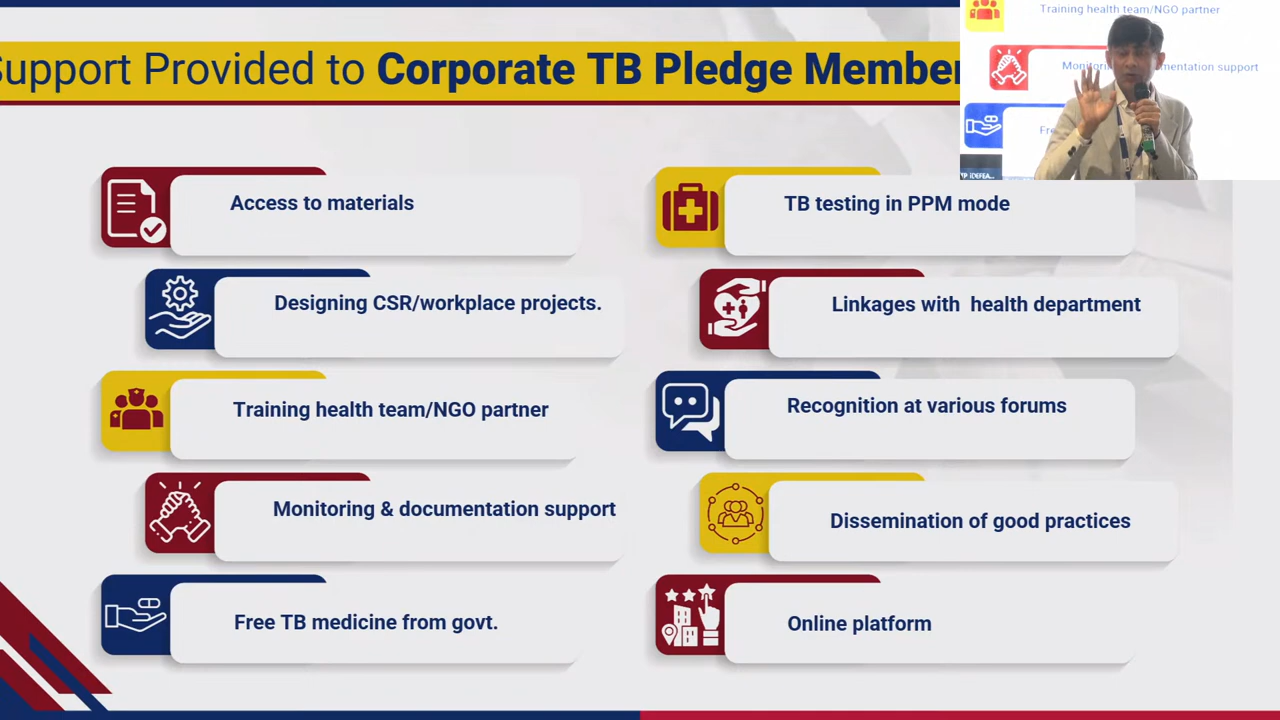 Support Provided to Corporate TB Pledge Member
Access to materials
Designing CSR/workplace projects.
Training health team/NGO partner
Monitoring & documentation support
Free TB medicine from govt.
TB testing in PPM mode
Linkages with health department
Recognition at various forums
Dissemination of good practices
Online platform
Training health team/NGO partner
mentation support